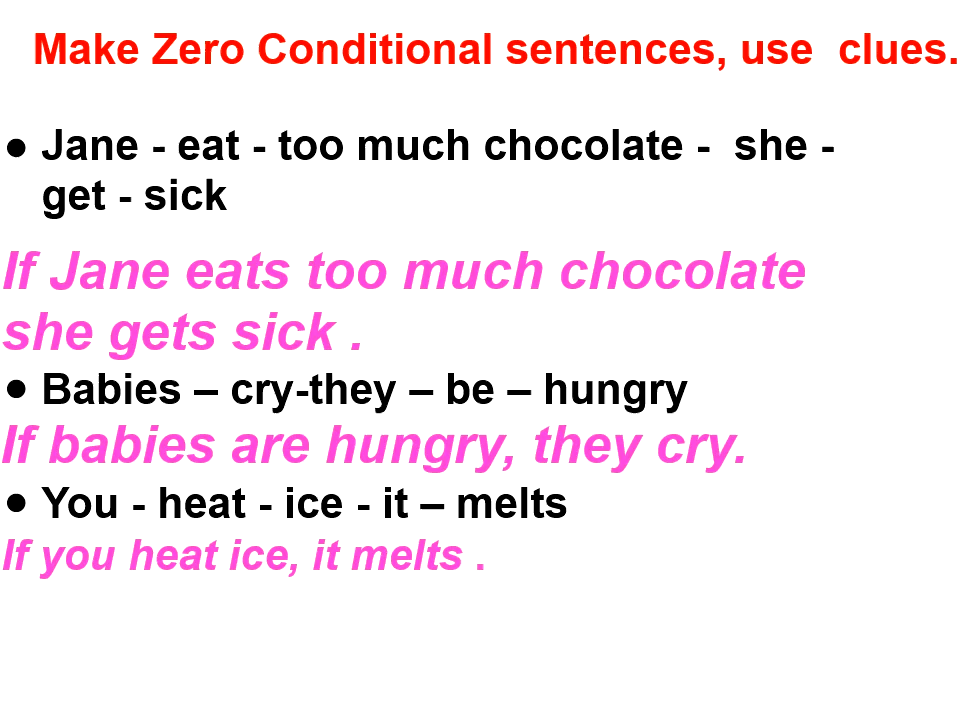 Make Zero Conditional sentences, use  clues.
● Jane - eat - too much chocolate -  she -
get - sick
If Jane eats too much chocolate
she gets sick .
● Babies – cry-they – be – hungry
If babies are hungry, they cry.
● You - heat - ice - it – melts
If you heat ice, it melts .